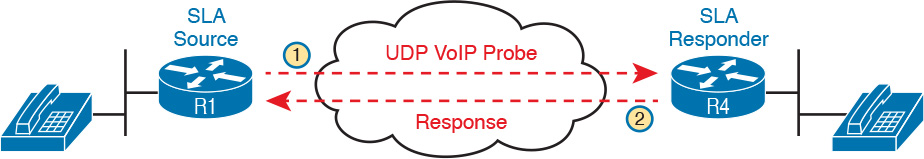 SLA
Source
SLA
Responder
1
UDP VoIP Probe
R1
R4
Response
2